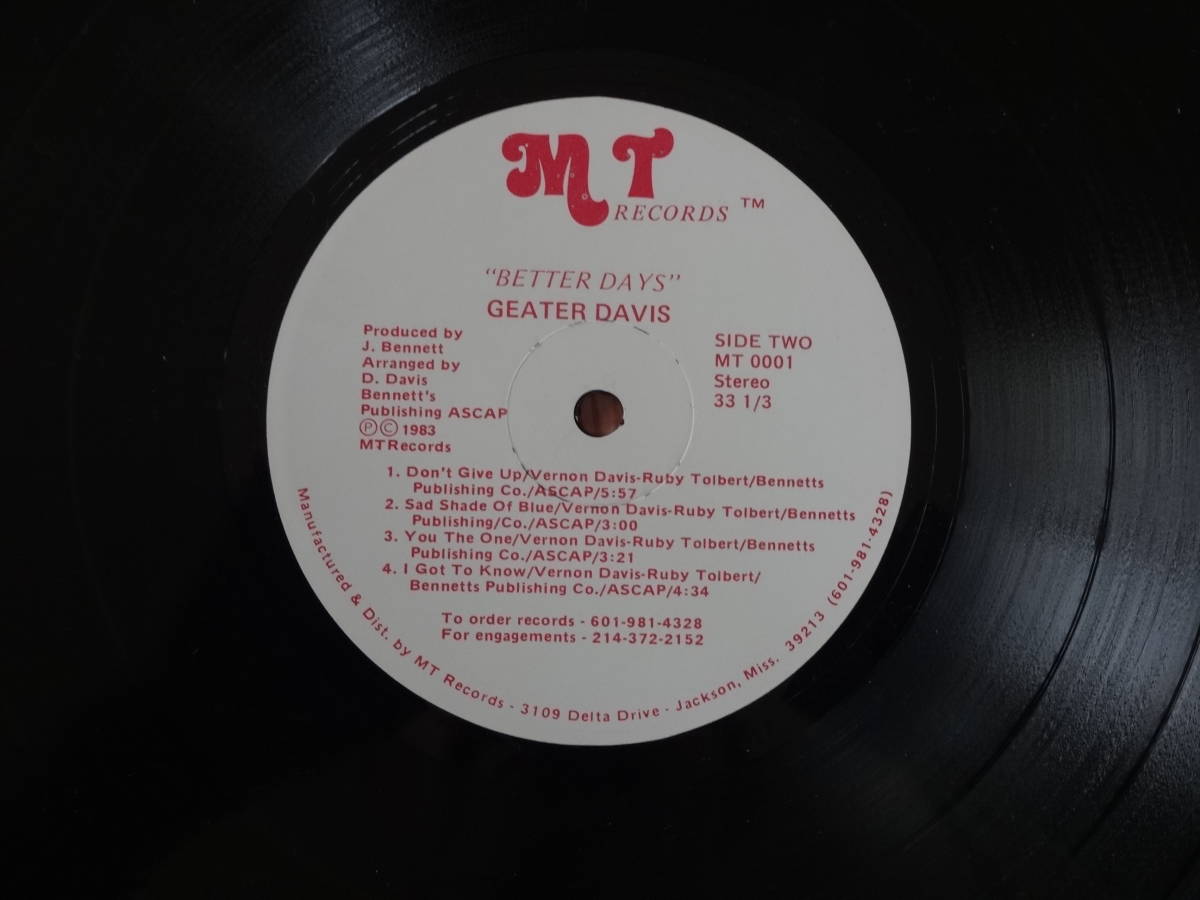 MT
RECORDS TM
"BETTER DAYS"
GEATER DAVIS
Produced by
J. Bennett
Arranged by
D. Davis
Bennett's
Publishing ASCAP
Ⓟ © 1983
MT Records
SIDE TWO
MT 0001
Stereo
33 1/3
1. Don't Give Up/Vernon Davis-Ruby Tolbert/Bennetts
Publishing Co./ASCAP/5:57
2. Sad Shade Of Blue/Vernon Davis-Ruby Tolbert/Bennetts
Publishing/Co./ASCAP/3:00
3. You The One/Vernon Davis-Ruby Tolbert/Bennetts
Publishing Co./ASCAP/3:21
4. I Got To Know/Vernon Davis-Ruby Tolbert/
Bennetts Publishing Co./ASCAP/4:34
To order records - 601-981-4328
For engagements - 214-372-2152
Manufactured & Dist. by MT Records - 3109 Delta Drive - Jackson, Miss. 39213 (601-981-4328)